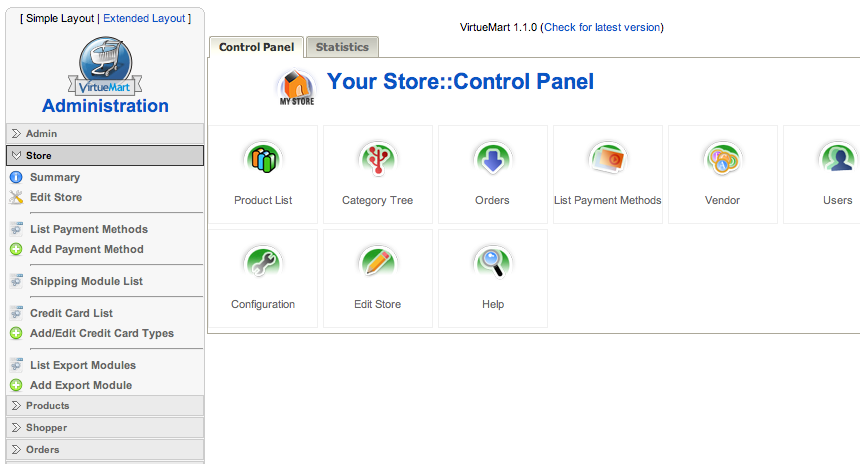 [ Simple Layout | Extended Layout ]
VirtueMart
Administration
Admin
Store
Summary
Edit Store
List Payment Methods
Add Payment Method
Shipping Module List
Credit Card List
Add/Edit Credit Card Types
List Export Modules
Add Export Module
Products
Shopper
Orders
VirtueMart 1.1.0 (Check for latest version)
Control Panel Statistics
MY STORE
Your Store::Control Panel
Product List Category Tree Orders List Payment Methods Vendor Users
Configuration Edit Store Help